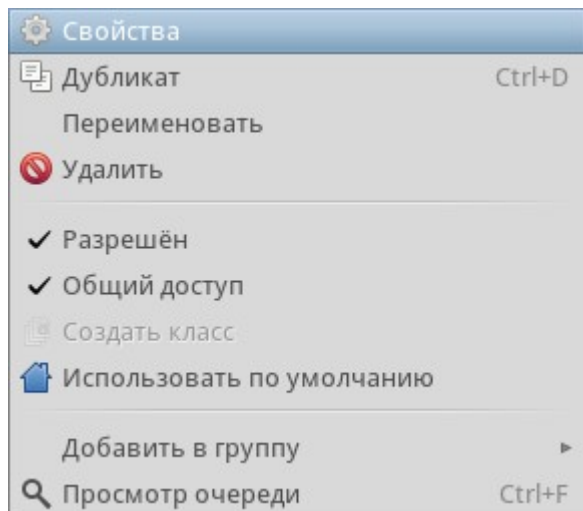 Свойства
Дубликат Ctrl+D
Переименовать
Удалить
Разрешён
Общий доступ
Создать класс
Использовать по умолчанию
Добавить в группу
Просмотр очереди Ctrl+F